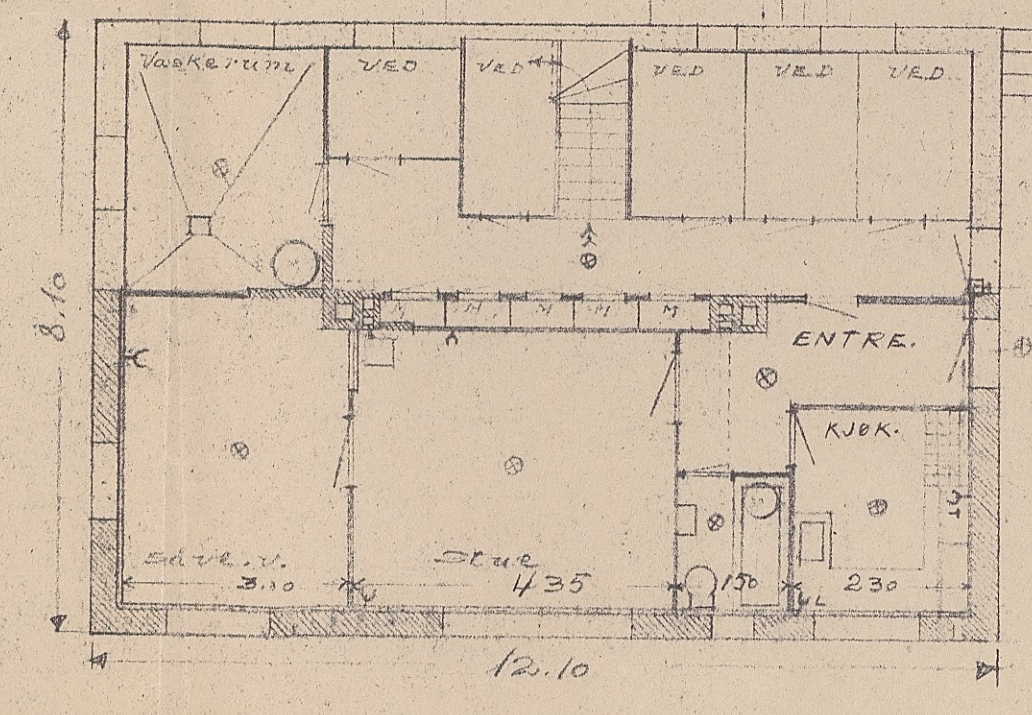 Vaskerum
VED
VED
VED
VED
VED
8.10
M
M
M
M
M
ENTRE.
KJØK.
Sove.v.
Stue
3.10
435
150
230
12.10